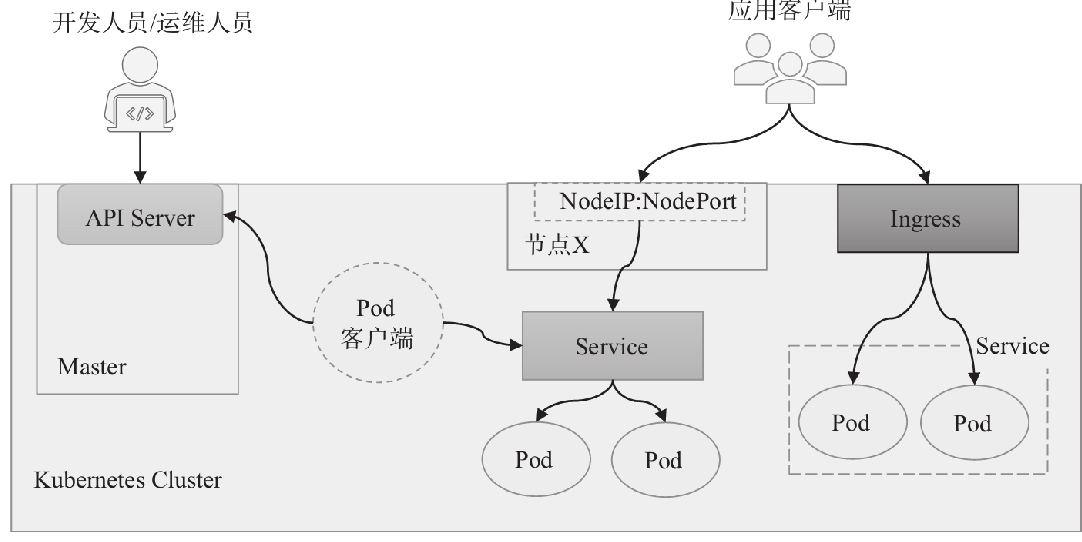 开发人员/运维人员
应用客户端
</>
API Server
NodeIP:NodePort
节点X
Ingress
Pod
客户端
Master
Service
Service
Pod
Pod
Pod
Pod
Kubernetes Cluster